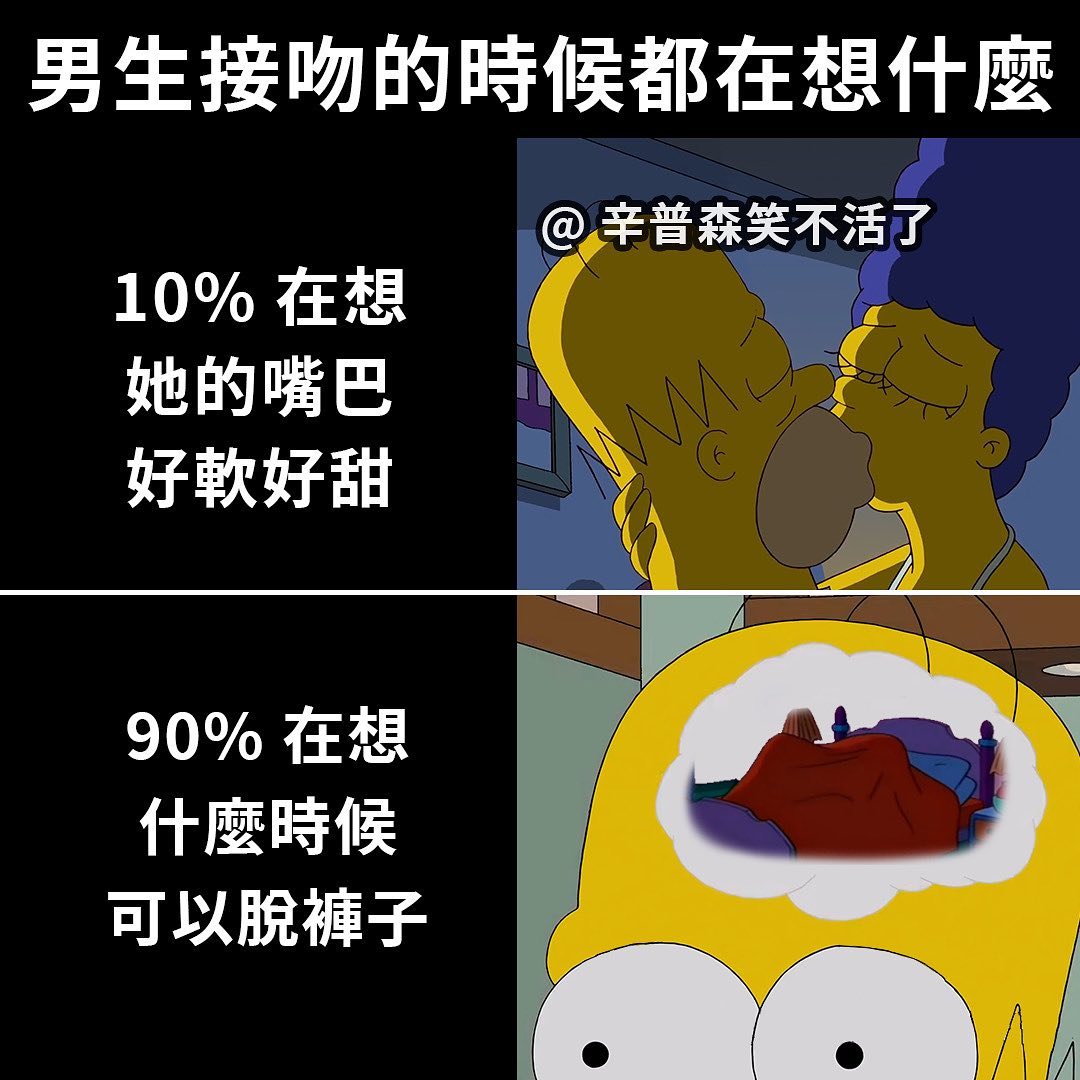 男生接吻的時候都在想什麼
@ 辛普森笑不活了
10% 在想
她的嘴巴
好軟好甜
90% 在想
什麼時候
可以脫褲子